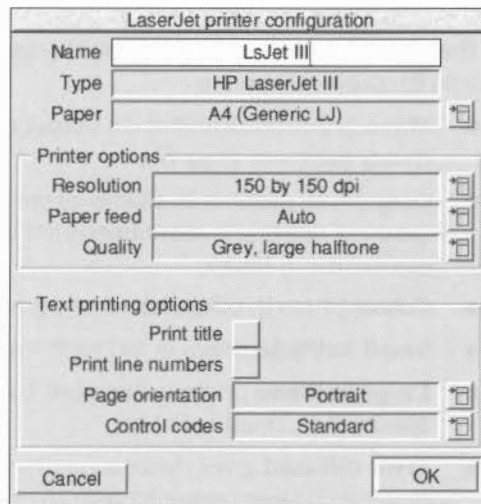 LaserJet printer configuration
Name LsJet III
Type HP LaserJet III
Paper A4 (Generic LJ)
Printer options
Resolution 150 by 150 dpi
Paper feed Auto
Quality Grey, large halftone
Text printing options
Print title
Print line numbers
Page orientation Portrait
Control codes Standard
Cancel OK